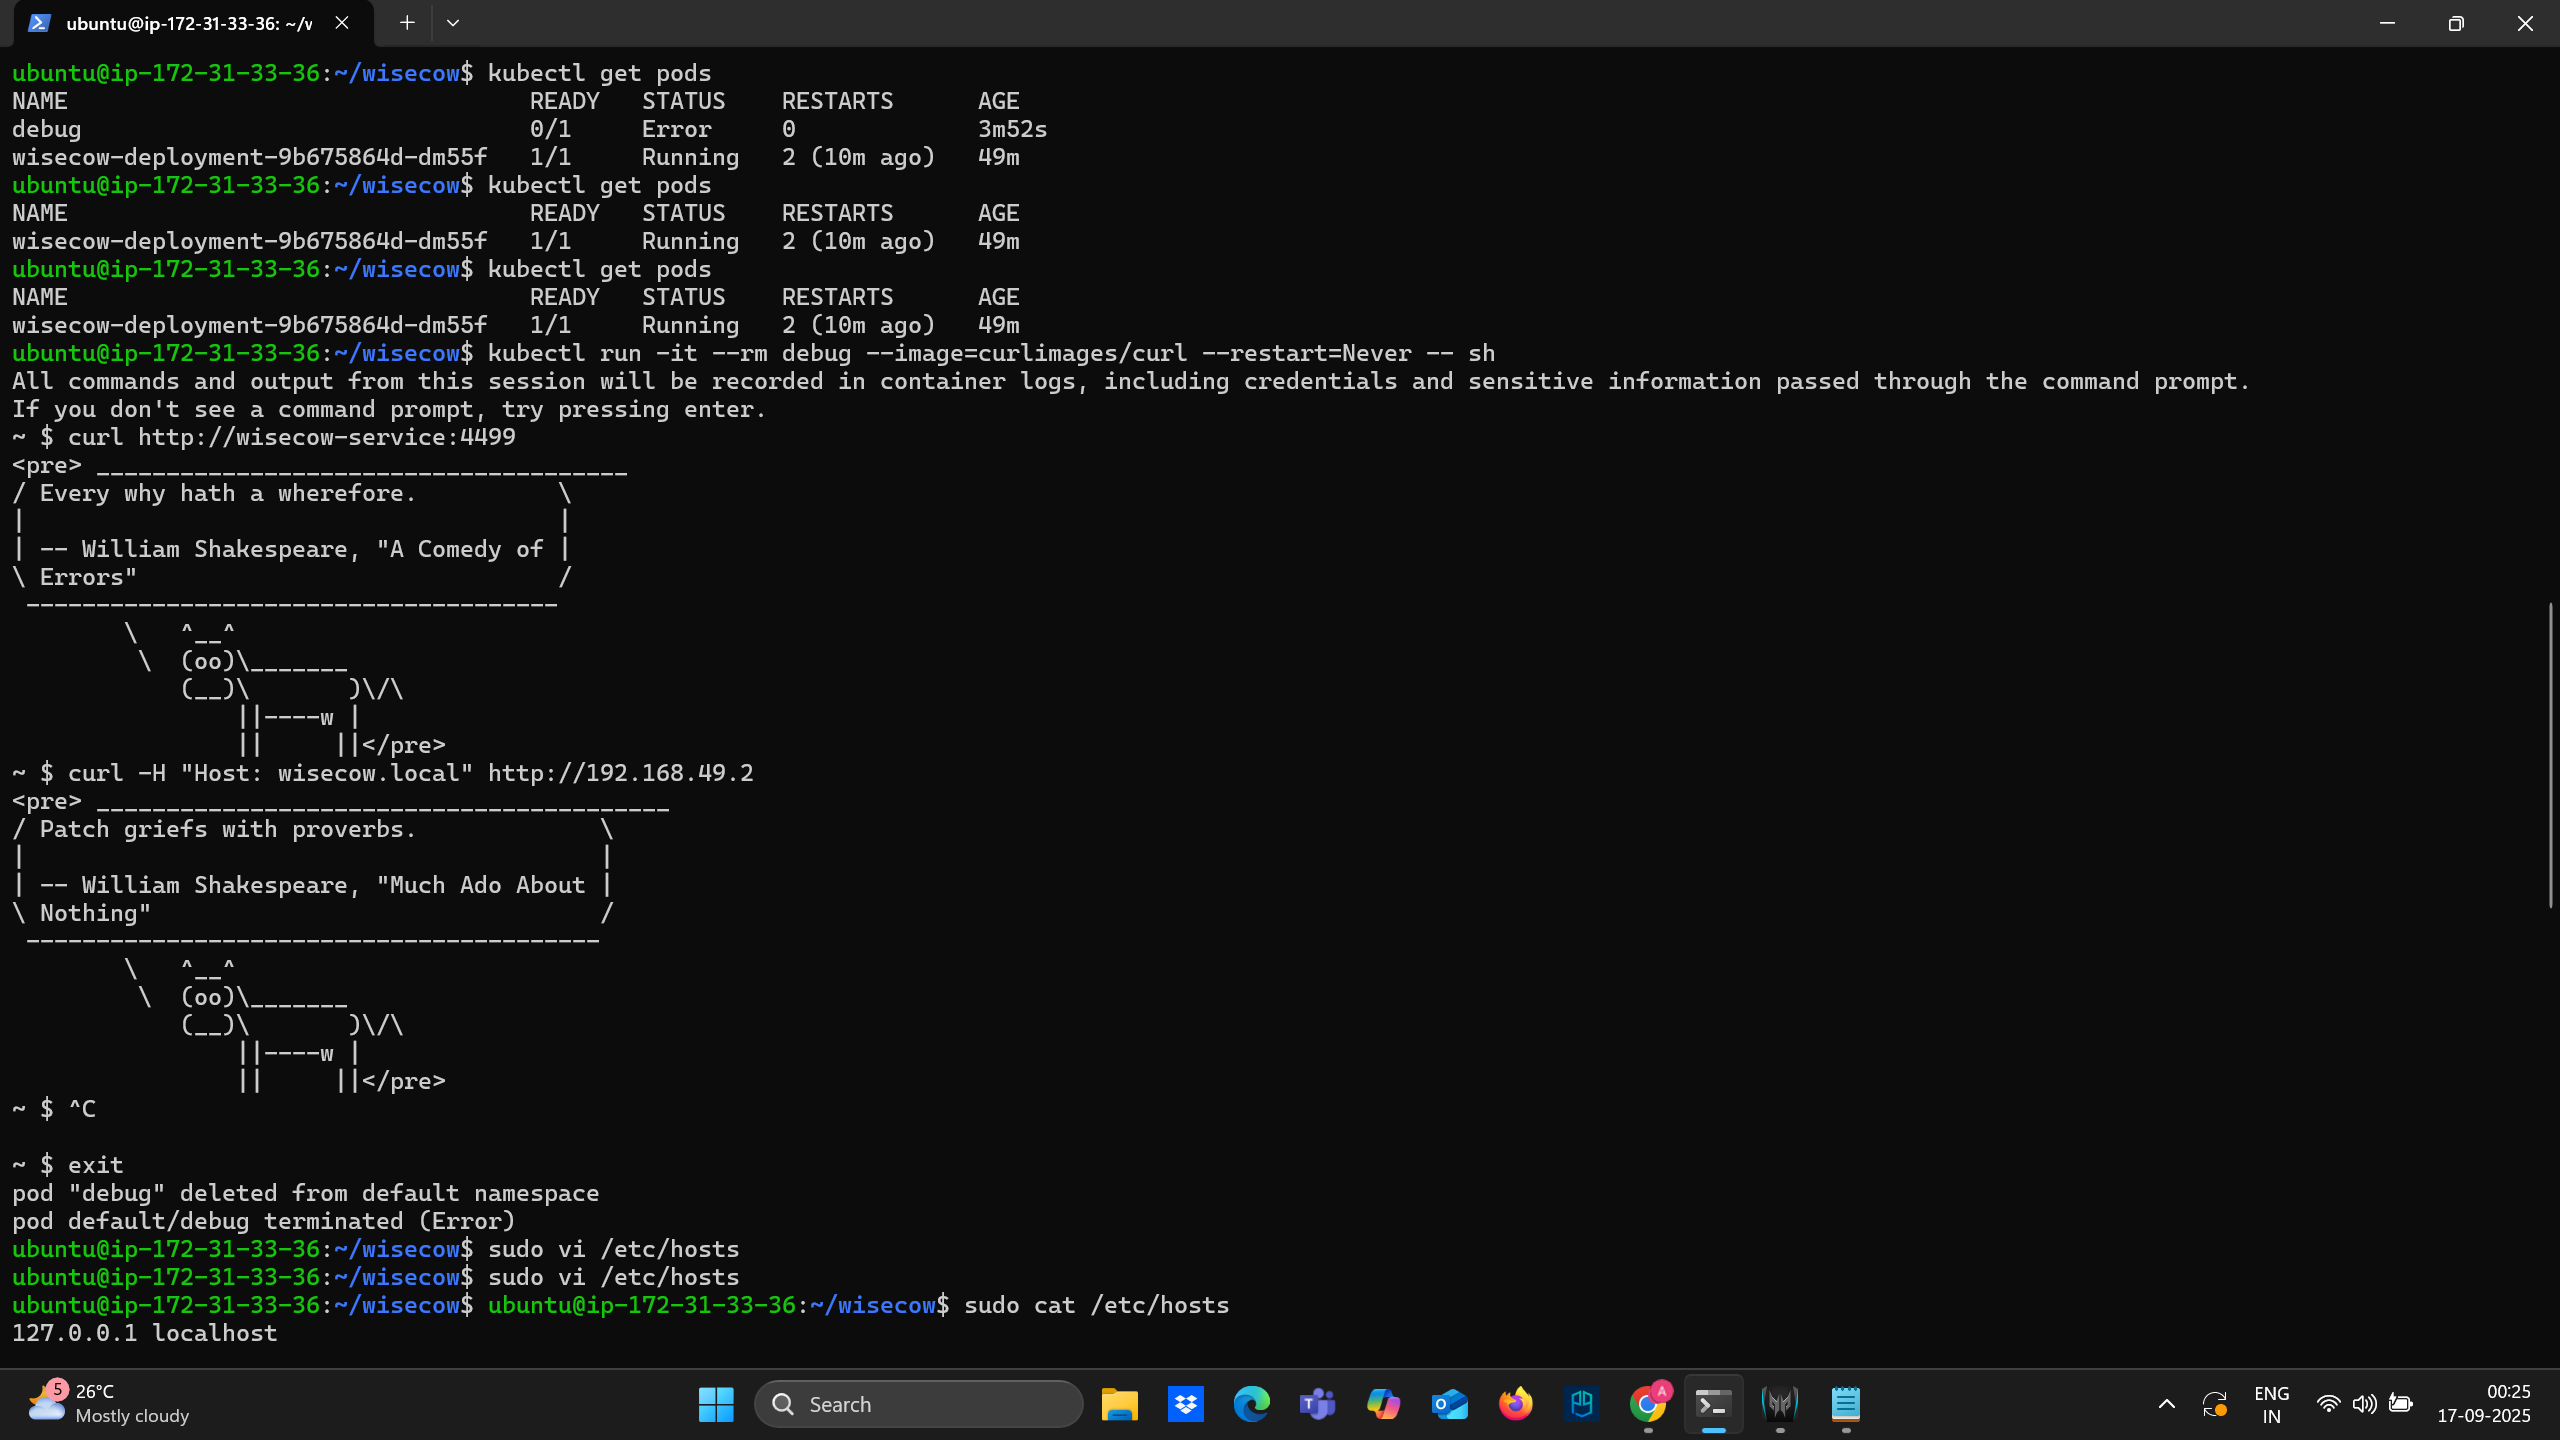 ubuntu@ip-172-31-33-36: ~/v
ubuntu@ip-172-31-33-36:~/wisecow$ kubectl get pods
NAME                                 READY   STATUS    RESTARTS      AGE
debug                                0/1     Error     0             3m52s
wisecow-deployment-9b675864d-dm55f   1/1     Running   2 (10m ago)   49m
ubuntu@ip-172-31-33-36:~/wisecow$ kubectl get pods
NAME                                 READY   STATUS    RESTARTS      AGE
wisecow-deployment-9b675864d-dm55f   1/1     Running   2 (10m ago)   49m
ubuntu@ip-172-31-33-36:~/wisecow$ kubectl get pods
NAME                                 READY   STATUS    RESTARTS      AGE
wisecow-deployment-9b675864d-dm55f   1/1     Running   2 (10m ago)   49m
ubuntu@ip-172-31-33-36:~/wisecow$ kubectl run -it --rm debug --image=curlimages/curl --restart=Never -- sh
All commands and output from this session will be recorded in container logs, including credentials and sensitive information passed through the command prompt.
If you don't see a command prompt, try pressing enter.
~ $ curl http://wisecow-service:4499
<pre> ______________________________________
/ Every why hath a wherefore.          \
|                                      |
| -- William Shakespeare, "A Comedy of |
\ Errors"                              /
 --------------------------------------
        \   ^__^
         \  (oo)\_______
            (__)\       )\/\
                ||----w |
                ||     ||</pre>
~ $ curl -H "Host: wisecow.local" http://192.168.49.2
<pre> _________________________________________
/ Patch griefs with proverbs.             \
|                                         |
| -- William Shakespeare, "Much Ado About |
\ Nothing"                                /
 -----------------------------------------
        \   ^__^
         \  (oo)\_______
            (__)\       )\/\
                ||----w |
                ||     ||</pre>
~ $ ^C
~ $ exit
pod "debug" deleted from default namespace
pod default/debug terminated (Error)
ubuntu@ip-172-31-33-36:~/wisecow$ sudo vi /etc/hosts
ubuntu@ip-172-31-33-36:~/wisecow$ sudo vi /etc/hosts
ubuntu@ip-172-31-33-36:~/wisecow$ ubuntu@ip-172-31-33-36:~/wisecow$ sudo cat /etc/hosts
127.0.0.1 localhost
5
26°C
Mostly cloudy
Search
A
ENG
IN
00:25
17-09-2025